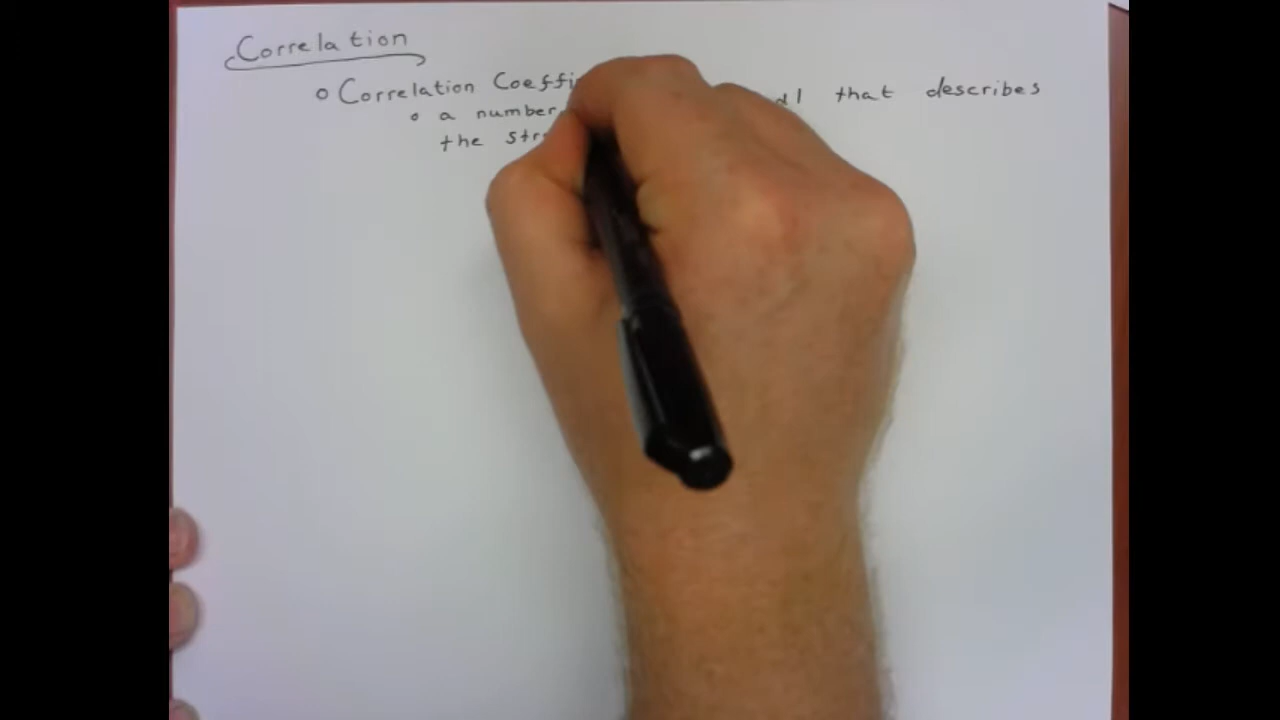 Correlation
o Correlation Coeffi
o a number that describes
the str